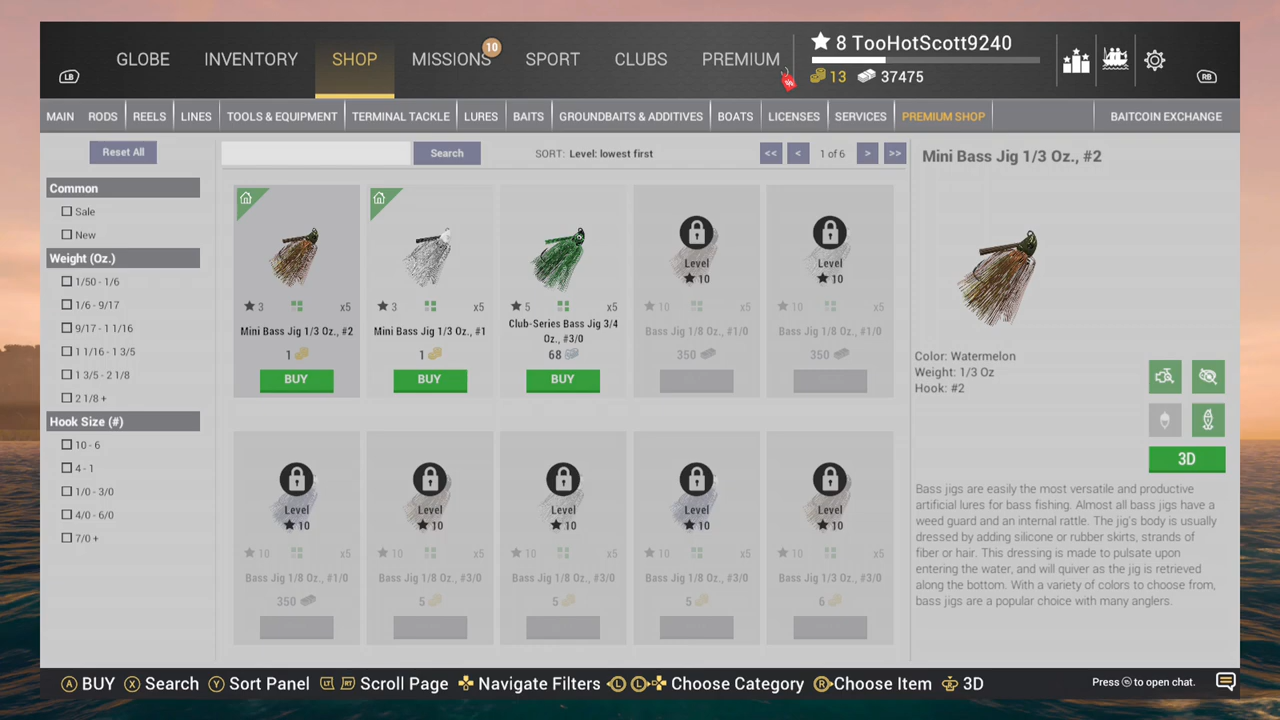 LB
GLOBE
INVENTORY
SHOP
MISSIONS
10
SPORT
CLUBS
PREMIUM
8 TooHotScott9240
13
37475
RB
MAIN
RODS
REELS
LINES
TOOLS & EQUIPMENT
TERMINAL TACKLE
LURES
BAITS
GROUNDBAITS & ADDITIVES
BOATS
LICENSES
SERVICES
PREMIUM SHOP
BAITCOIN EXCHANGE
Reset All
Search
SORT: Level: lowest first
<<
<
1 of 6
>
>>
Common
Sale
New
Weight (Oz.)
1/50 - 1/6
1/6 - 9/17
9/17 - 1 1/16
1 1/16 - 1 3/5
1 3/5 - 2 1/8
2 1/8 +
Hook Size (#)
10 - 6
4 - 1
1/0 - 3/0
4/0 - 6/0
7/0 +
3 x5
Mini Bass Jig 1/3 Oz., #2
1
BUY
3 x5
Mini Bass Jig 1/3 Oz., #1
1
BUY
5 x5
Club-Series Bass Jig 3/4
Oz., #3/0
68
BUY
Level
10
10 x5
Bass Jig 1/8 Oz., #1/0
350
Level
10
10 x5
Bass Jig 1/8 Oz., #1/0
350
Level
10
10 x5
Bass Jig 1/8 Oz., #1/0
350
Level
10
10 x5
Bass Jig 1/8 Oz., #3/0
5
Level
10
10 x5
Bass Jig 1/8 Oz., #3/0
5
Level
10
10 x5
Bass Jig 1/8 Oz., #3/0
5
Level
10
10 x5
Bass Jig 1/3 Oz., #3/0
6
Mini Bass Jig 1/3 Oz., #2
Color: Watermelon
Weight: 1/3 Oz
Hook: #2
3D
Bass jigs are easily the most versatile and productive
artificial lures for bass fishing. Almost all bass jigs have a
weed guard and an internal rattle. The jig's body is usually
dressed by adding silicone or rubber skirts, strands of
fiber or hair. This dressing is made to pulsate upon
entering the water, and will quiver as the jig is retrieved
along the bottom. With a variety of colors to choose from,
bass jigs are a popular choice with many anglers.
A BUY X Search Y Sort Panel LT RT Scroll Page Navigate Filters L L Choose Category R Choose Item 3D
Press to open chat.